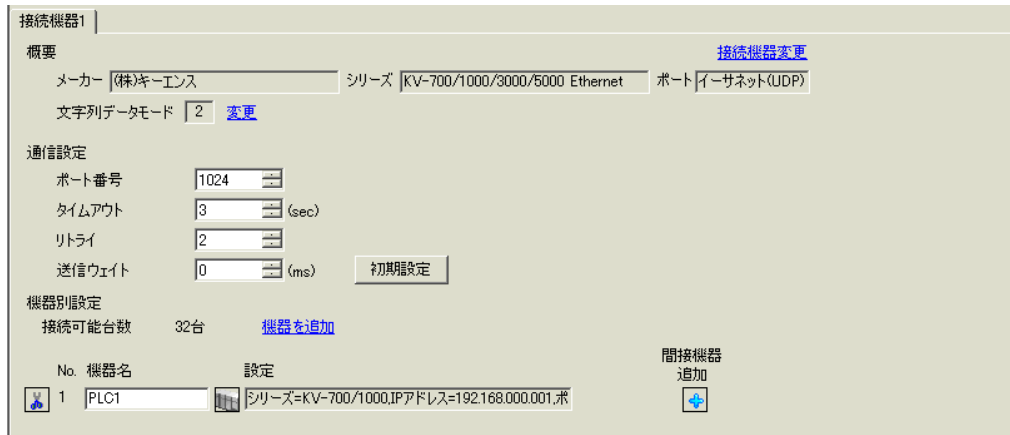 接続機器1
概要
接続機器変更
メーカー (株)キーエンス シリーズ KV-700/1000/3000/5000 Ethernet ポート イーサネット(UDP)
文字列データモード 2 変更
通信設定
ポート番号 1024
タイムアウト 3 (sec)
リトライ 2
送信ウェイト 0 (ms) 初期設定
機器別設定
接続可能台数 32台 機器を追加
間接機器
No. 機器名 設定 追加
1 PLC1 シリーズ=KV-700/1000,IPアドレス=192.168.000.001,ポ